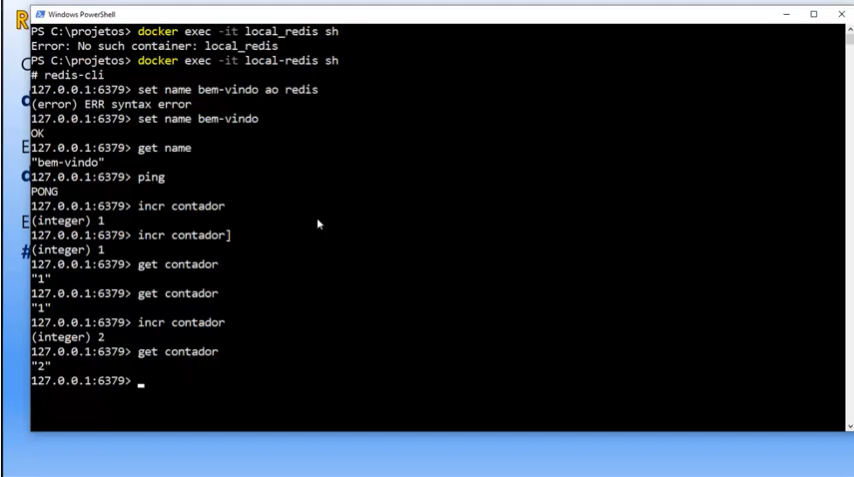 Windows PowerShell
R
PS C:\projetos> docker exec -it local_redis sh
Error: No such container: local_redis
PS C:\projetos> docker exec -it local-redis sh
# redis-cli
127.0.0.1:6379> set name bem-vindo ao redis
(error) ERR syntax error
127.0.0.1:6379> set name bem-vindo
OK
127.0.0.1:6379> get name
"bem-vindo"
127.0.0.1:6379> ping
PONG
127.0.0.1:6379> incr contador
(integer) 1
127.0.0.1:6379> incr contador]
(integer) 1
127.0.0.1:6379> get contador
"1"
127.0.0.1:6379> get contador
"1"
127.0.0.1:6379> incr contador
(integer) 2
127.0.0.1:6379> get contador
"2"
127.0.0.1:6379>